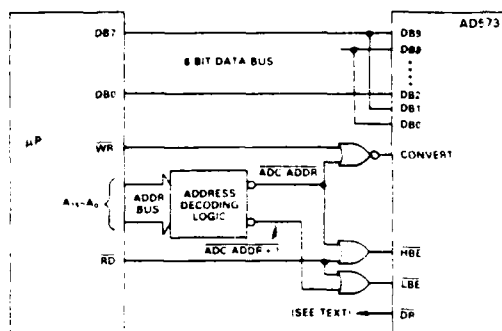 AD573
DB7
DB9
DB8
8 BIT DATA BUS
DB0
DB2
DB1
DB0
μP
WR
CONVERT
ADC ADDR
A15-A0
ADDR BUS
ADDRESS DECODING LOGIC
ADC ADDR + 1
HBE
RD
LBE
(SEE TEXT)
DR